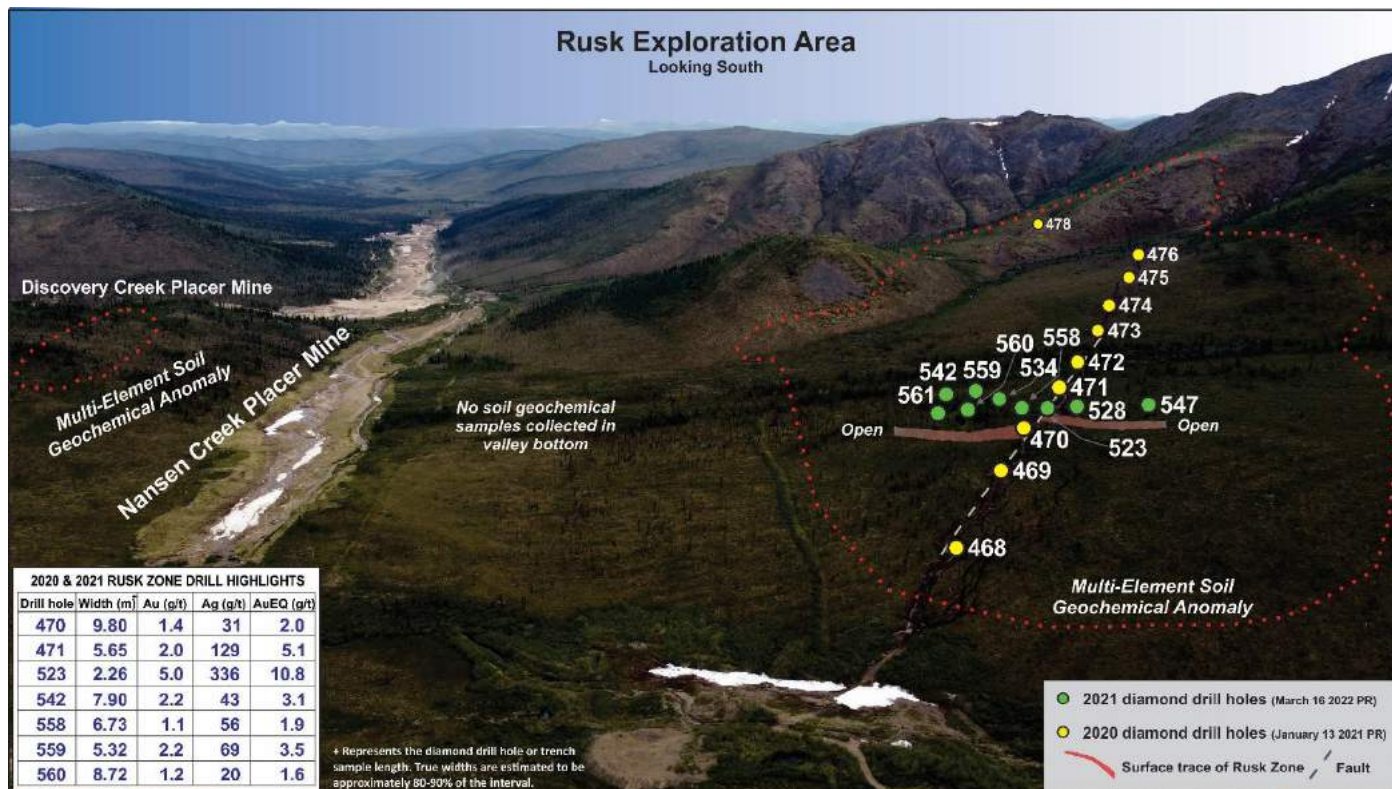 Rusk Exploration Area
Looking South
478
476
475
474
473
472
471
558
560
534
559
542
561
528
547
Open
Open
470
523
469
468
Discovery Creek Placer Mine
Multi-Element Soil
Geochemical Anomaly
Nansen Creek Placer Mine
No soil geochemical
samples collected in
valley bottom
Multi-Element Soil
Geochemical Anomaly
2020 & 2021 RUSK ZONE DRILL HIGHLIGHTS
Drill hole Width (m)+ Au (g/t) Ag (g/t) AuEQ (g/t)
470 9.80 1.4 31 2.0
471 5.65 2.0 129 5.1
523 2.26 5.0 336 10.8
542 7.90 2.2 43 3.1
558 6.73 1.1 56 1.9
559 5.32 2.2 69 3.5
560 8.72 1.2 20 1.6
+ Represents the diamond drill hole or trench
sample length. True widths are estimated to be
approximately 80-90% of the interval.
2021 diamond drill holes (March 16 2022 PR)
2020 diamond drill holes (January 13 2021 PR)
Surface trace of Rusk Zone
Fault